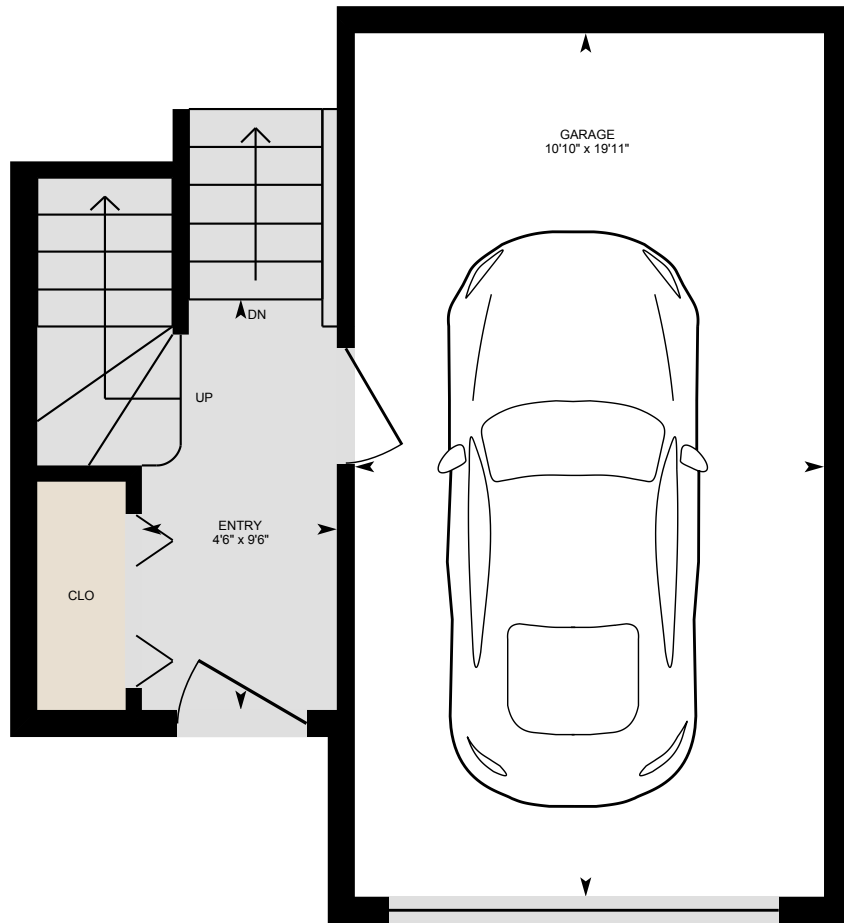 GARAGE
10'10" x 19'11"
DN
UP
ENTRY
4'6" x 9'6"
CLO